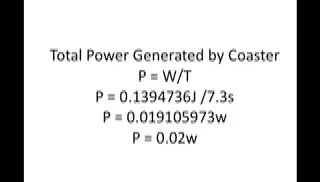 Total Power Generated by Coaster
P = W/T
P = 0.1394736J /7.3s
P = 0.019105973w
P = 0.02w